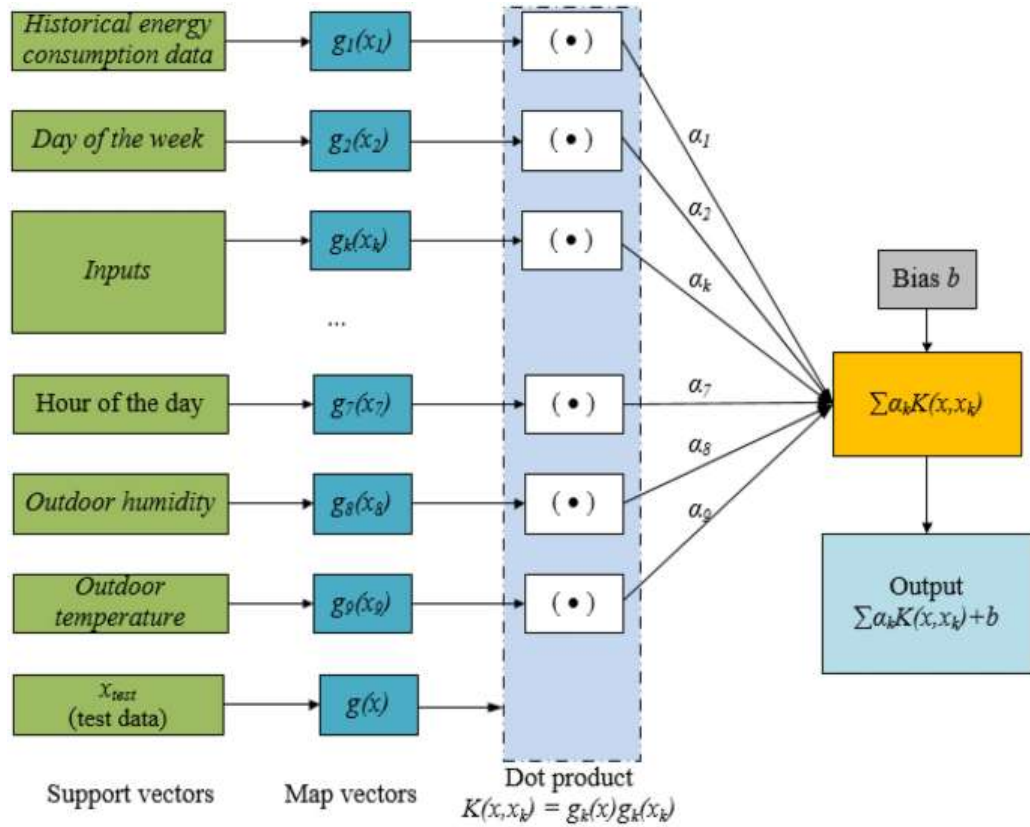 Historical energy
consumption data
g₁(x₁)
( • )
Day of the week
g₂(x₂)
( • )
α₁
Inputs
gₖ(xₖ)
( • )
α₂
αₖ
...
Bias b
Hour of the day
g₇(x₇)
( • )
α₇
∑αₖK(x,xₖ)
Outdoor humidity
g₈(x₈)
( • )
α₈
Outdoor
temperature
g₉(x₉)
( • )
α₉
Output
∑αₖK(x,xₖ)+b
xtest
(test data)
g(x)
Support vectors
Map vectors
Dot product
K(x,xₖ) = gₖ(x)gₖ(xₖ)